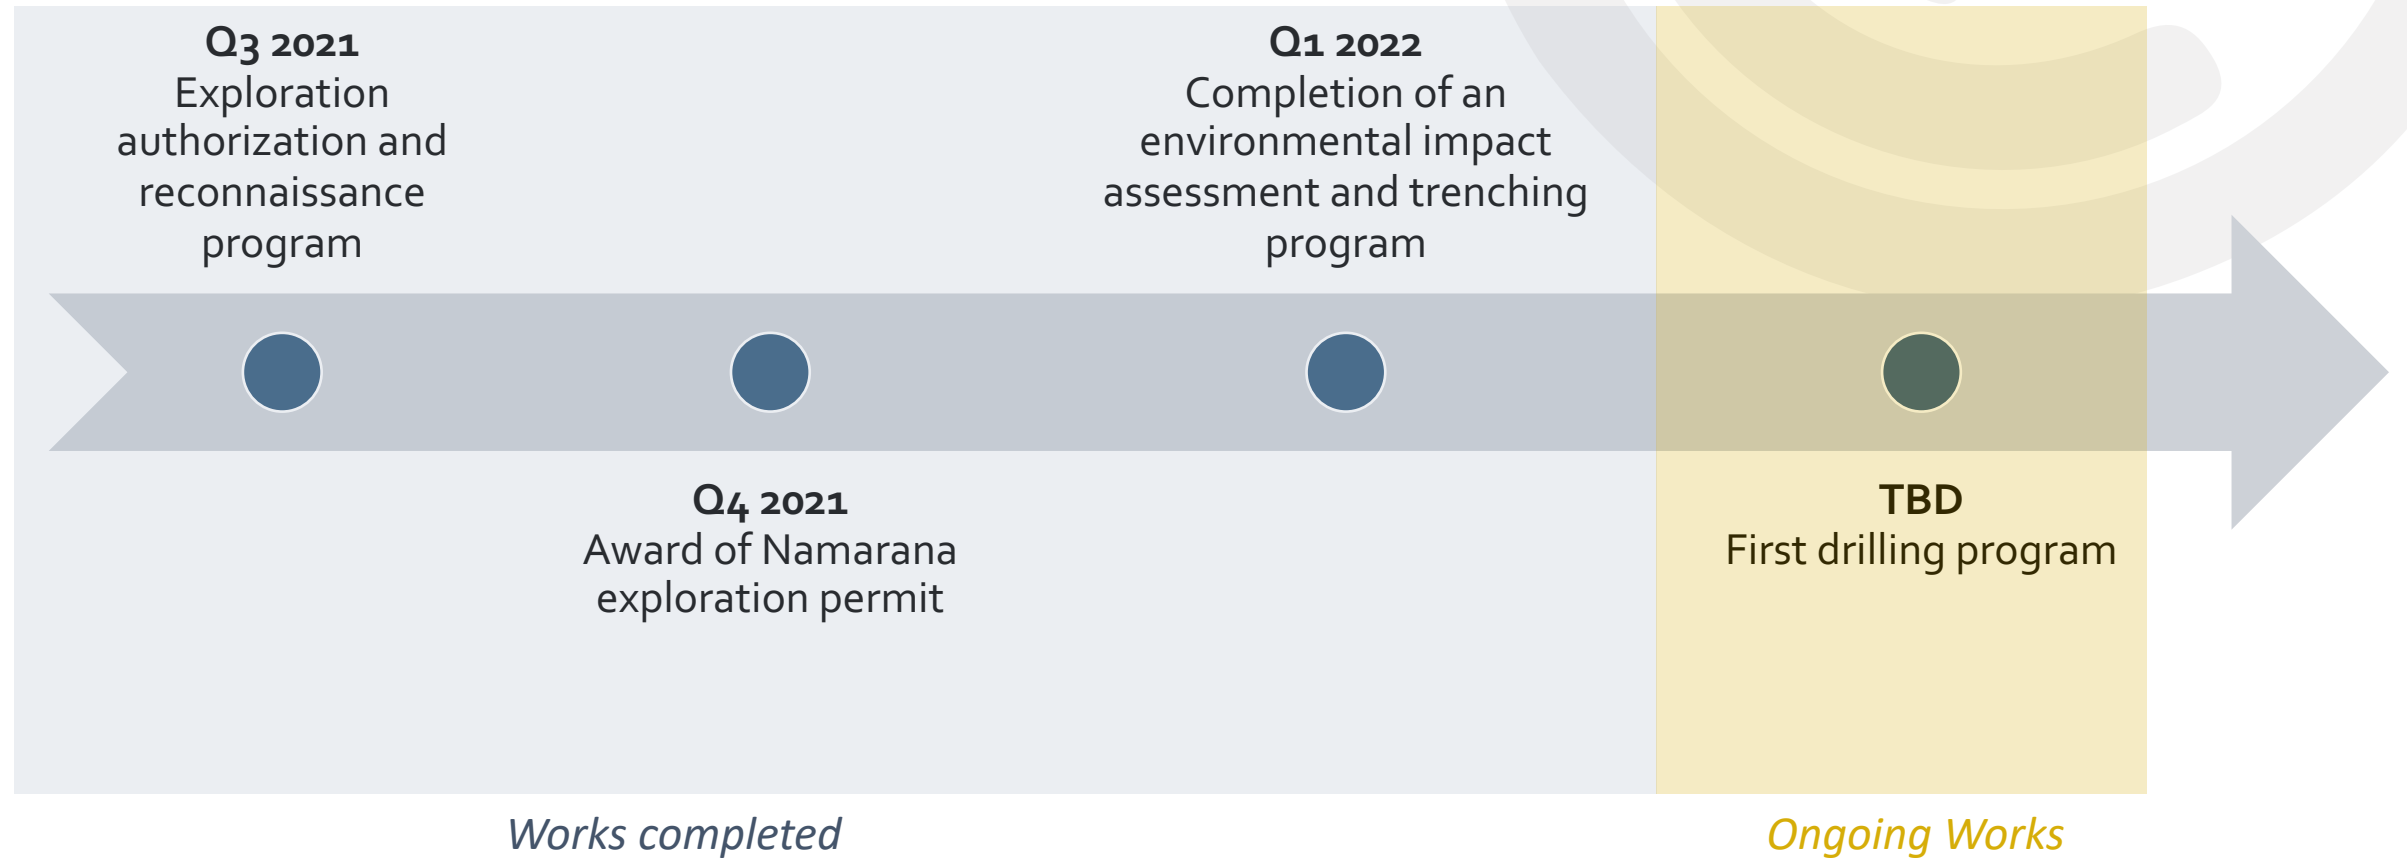 Q3 2021
Exploration
authorization and
reconnaissance
program
Q4 2021
Award of Namarana
exploration permit
Q1 2022
Completion of an
environmental impact
assessment and trenching
program
TBD
First drilling program
Works completed
Ongoing Works